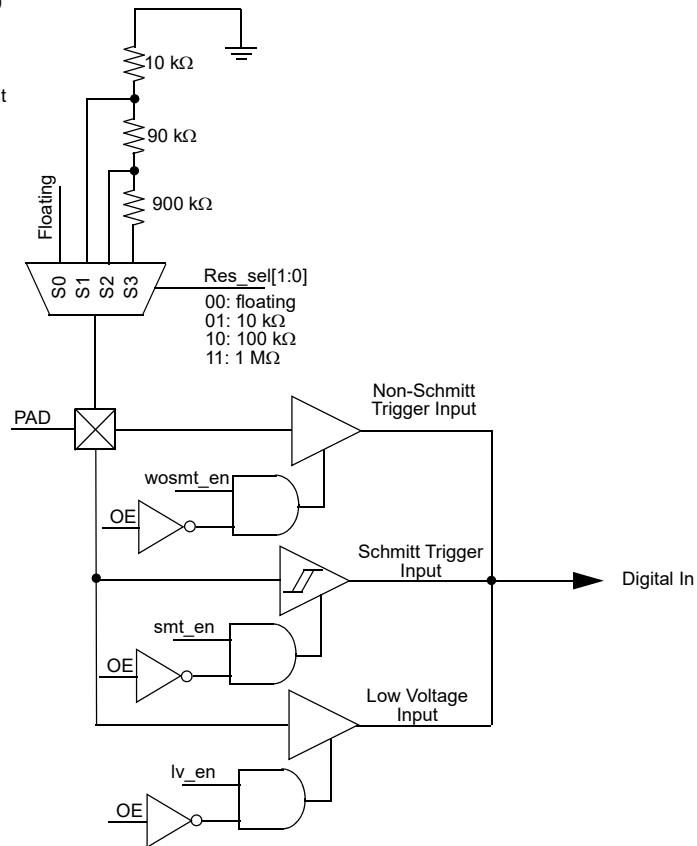 10 kΩ
t
90 kΩ
900 kΩ
Floating
S0
S1
S2
S3
Res_sel[1:0]
00: floating
01: 10 kΩ
10: 100 kΩ
11: 1 MΩ
Non-Schmitt
Trigger Input
PAD
wosmt_en
OE
Schmitt Trigger
Input
Digital In
smt_en
OE
Low Voltage
Input
lv_en
OE